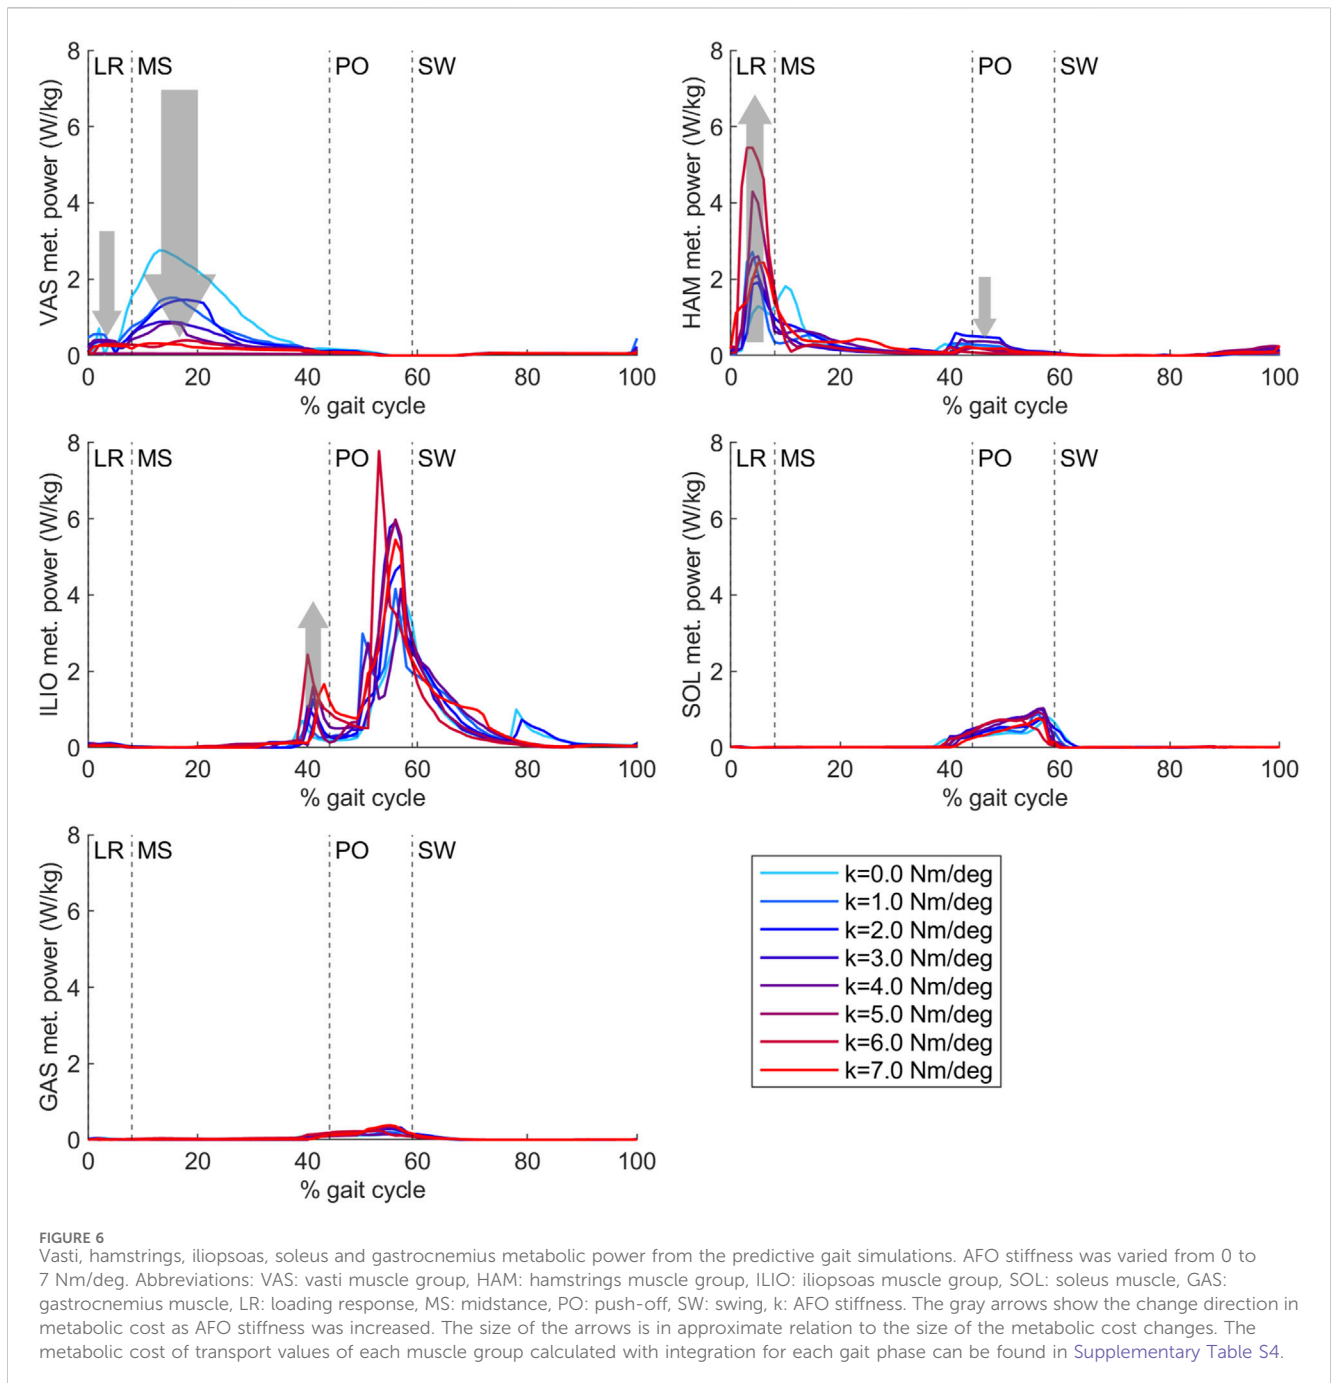 8
6
4
2
0
VAS met. power (W/kg)
LR MS PO SW
0 20 40 60 80 100
% gait cycle
8
6
4
2
0
HAM met. power (W/kg)
LR MS PO SW
0 20 40 60 80 100
% gait cycle
8
6
4
2
0
ILIO met. power (W/kg)
LR MS PO SW
0 20 40 60 80 100
% gait cycle
8
6
4
2
0
SOL met. power (W/kg)
LR MS PO SW
0 20 40 60 80 100
% gait cycle
8
6
4
2
0
GAS met. power (W/kg)
LR MS PO SW
0 20 40 60 80 100
% gait cycle
k=0.0 Nm/deg
k=1.0 Nm/deg
k=2.0 Nm/deg
k=3.0 Nm/deg
k=4.0 Nm/deg
k=5.0 Nm/deg
k=6.0 Nm/deg
k=7.0 Nm/deg
FIGURE 6
Vasti, hamstrings, iliopsoas, soleus and gastrocnemius metabolic power from the predictive gait simulations. AFO stiffness was varied from 0 to
7 Nm/deg. Abbreviations: VAS: vasti muscle group, HAM: hamstrings muscle group, ILIO: iliopsoas muscle group, SOL: soleus muscle, GAS:
gastrocnemius muscle, LR: loading response, MS: midstance, PO: push-off, SW: swing, k: AFO stiffness. The gray arrows show the change direction in
metabolic cost as AFO stiffness was increased. The size of the arrows is in approximate relation to the size of the metabolic cost changes. The
metabolic cost of transport values of each muscle group calculated with integration for each gait phase can be found in Supplementary Table S4.